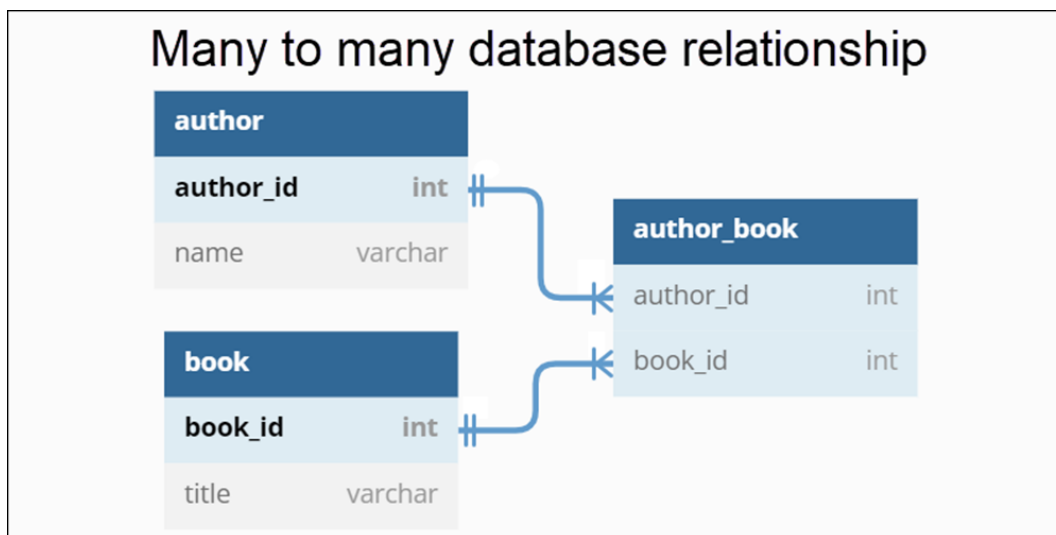 Many to many database relationship
author
author_id int
name varchar
author_book
author_id int
book_id int
book
book_id int
title varchar